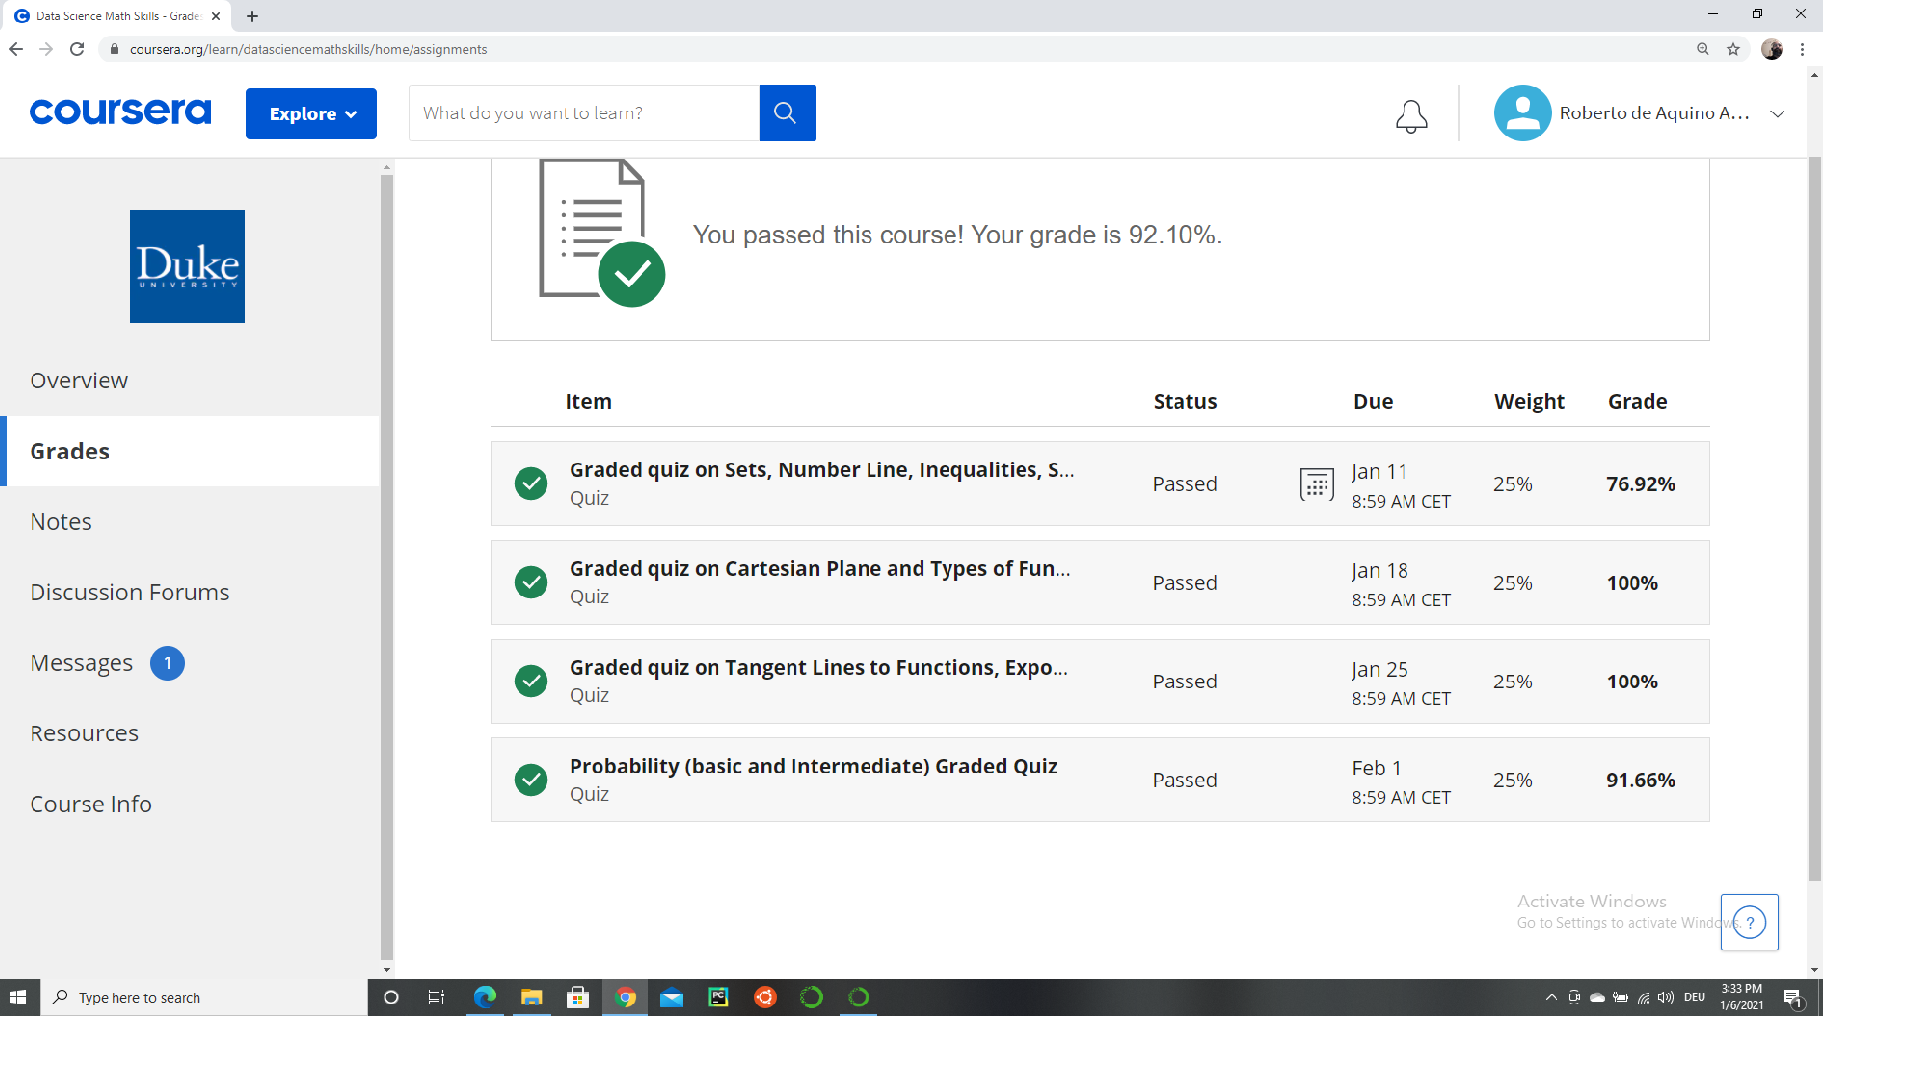 Data Science Math Skills - Grade
coursera.org/learn/datasciencemathskills/home/assignments
coursera
Explore
What do you want to learn?
Roberto de Aquino A...
Duke
UNIVERSITY
You passed this course! Your grade is 92.10%.
Overview
Grades
Notes
Discussion Forums
Messages 1
Resources
Course Info
Item Status Due Weight Grade
Graded quiz on Sets, Number Line, Inequalities, S...
Quiz
Passed
Jan 11
8:59 AM CET
25%
76.92%
Graded quiz on Cartesian Plane and Types of Fun...
Quiz
Passed
Jan 18
8:59 AM CET
25%
100%
Graded quiz on Tangent Lines to Functions, Expo...
Quiz
Passed
Jan 25
8:59 AM CET
25%
100%
Probability (basic and Intermediate) Graded Quiz
Quiz
Passed
Feb 1
8:59 AM CET
25%
91.66%
Activate Windows
Go to Settings to activate Windows.
?
Type here to search
PC
DEU
3:33 PM
1/6/2021
1